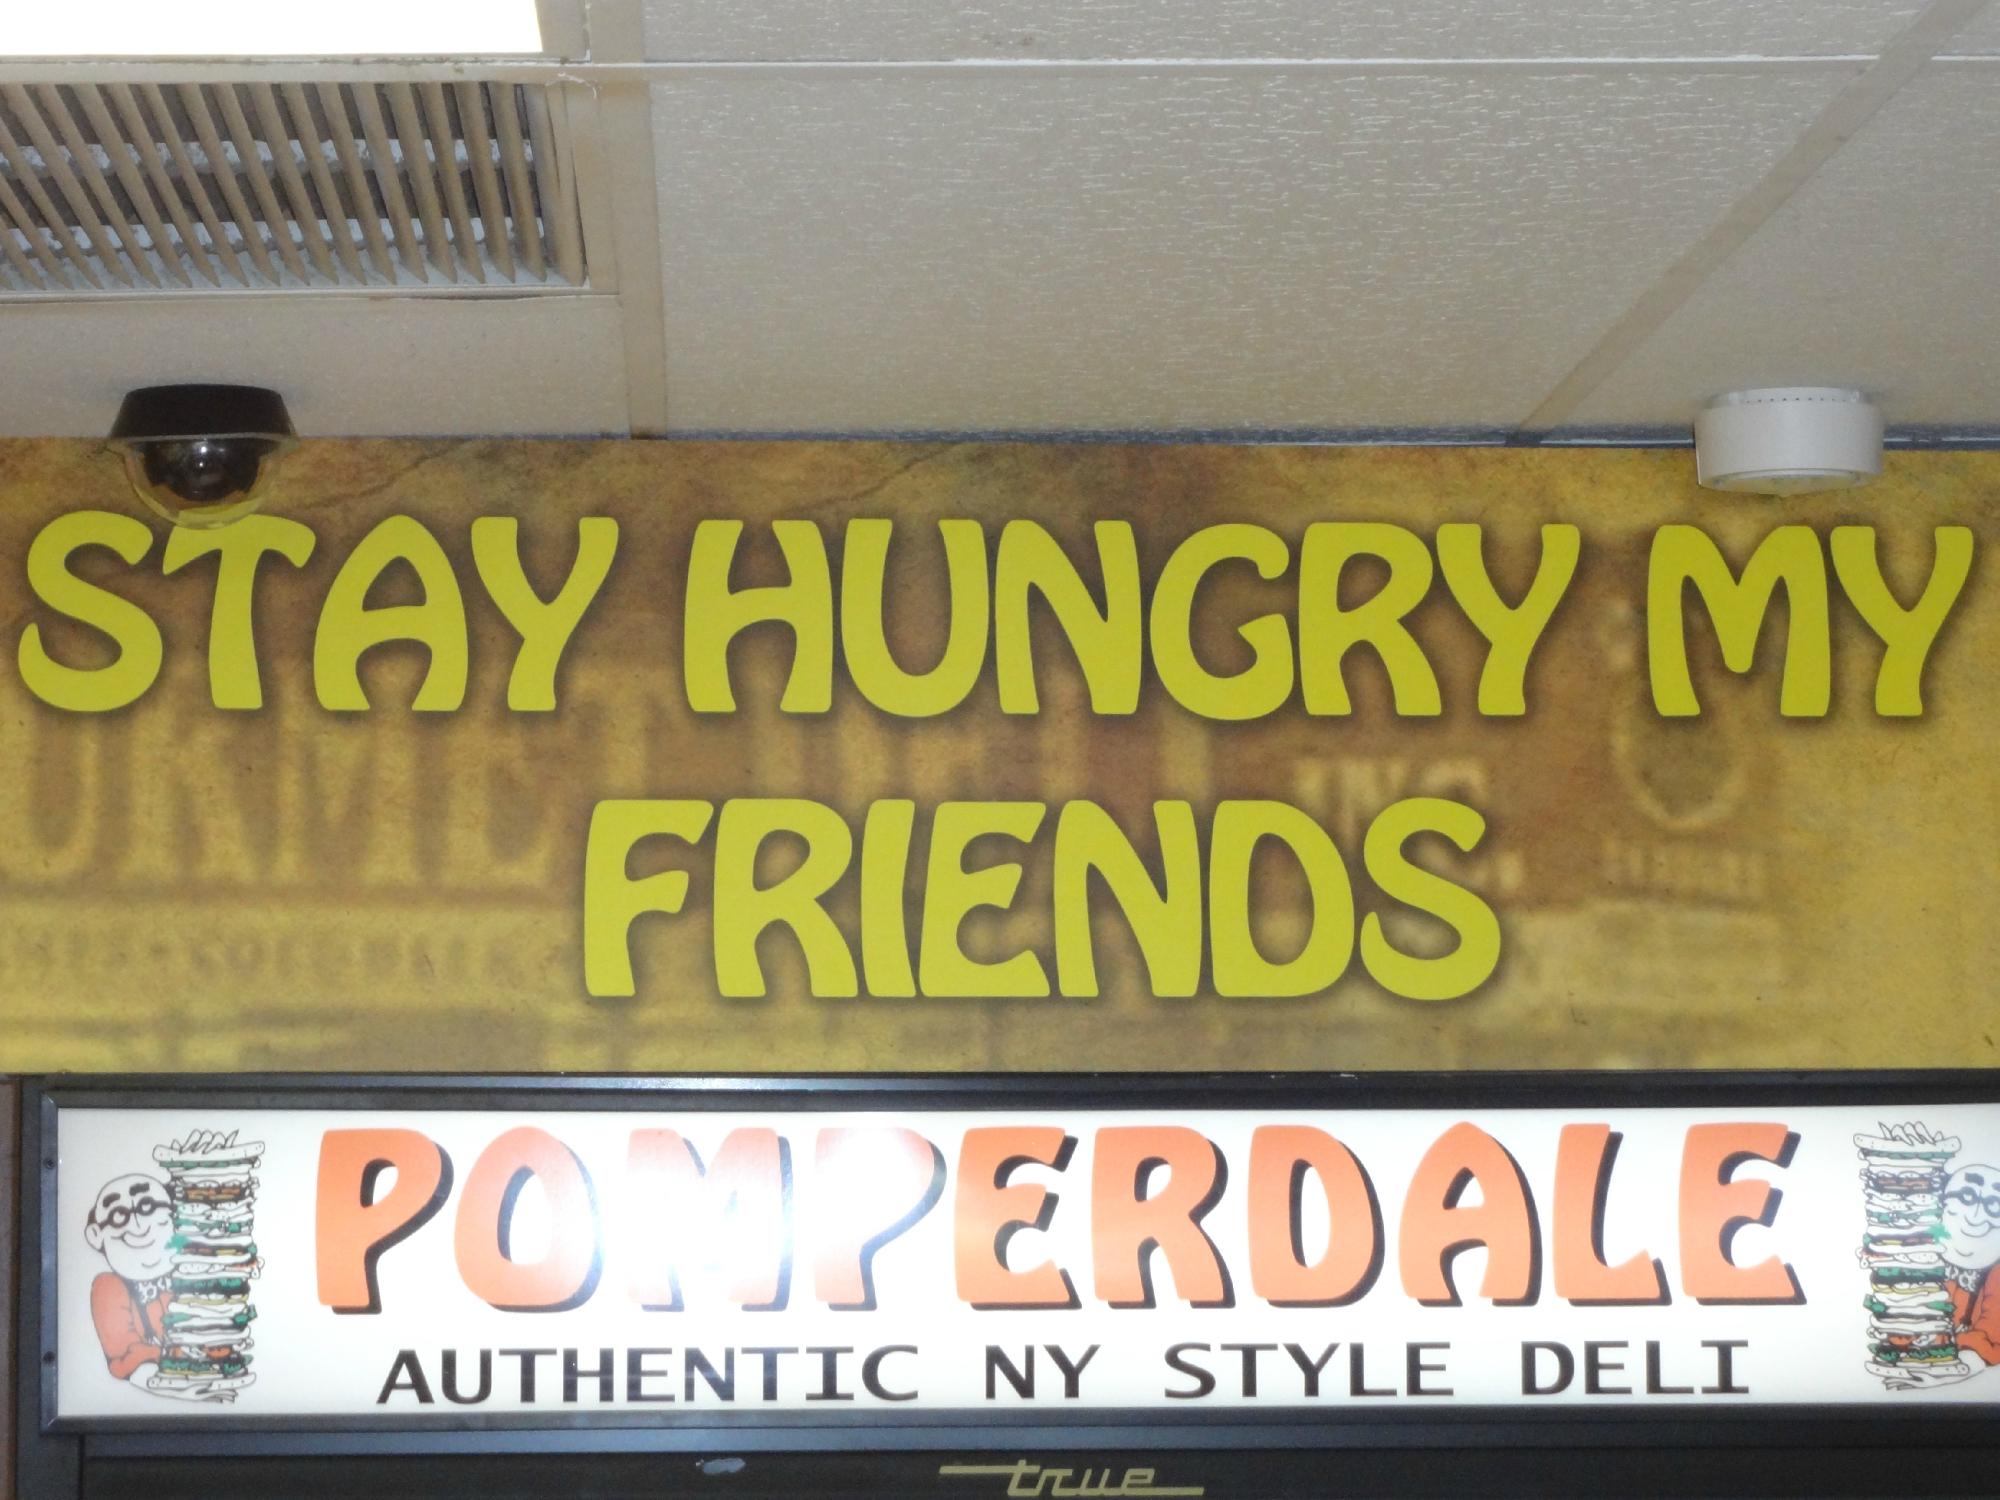 STAY HUNGRY MY
FRIENDS
POMPERDALE
AUTHENTIC NY STYLE DELI
true